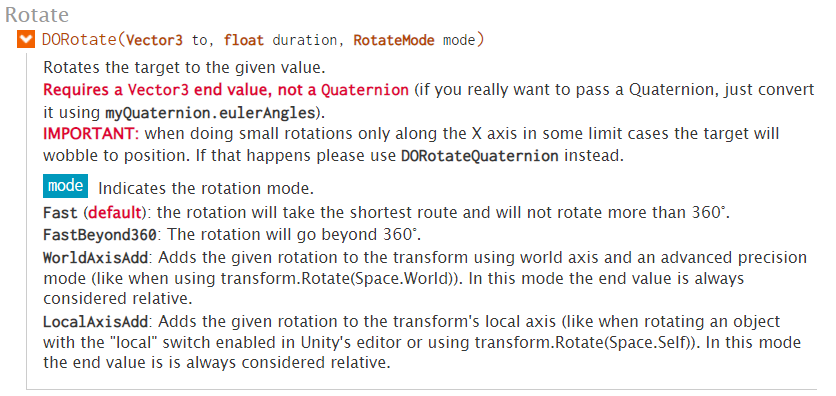 Rotate
DORotate(Vector3 to, float duration, RotateMode mode)
Rotates the target to the given value.
Requires a Vector3 end value, not a Quaternion (if you really want to pass a Quaternion, just convert
it using myQuaternion.eulerAngles).
IMPORTANT: when doing small rotations only along the X axis in some limit cases the target will
wobble to position. If that happens please use DORotateQuaternion instead.
mode Indicates the rotation mode.
Fast (default): the rotation will take the shortest route and will not rotate more than 360°.
FastBeyond360: The rotation will go beyond 360°.
WorldAxisAdd: Adds the given rotation to the transform using world axis and an advanced precision
mode (like when using transform.Rotate(Space.World)). In this mode the end value is always
considered relative.
LocalAxisAdd: Adds the given rotation to the transform's local axis (like when rotating an object
with the "local" switch enabled in Unity's editor or using transform.Rotate(Space.Self)). In this mode
the end value is is always considered relative.